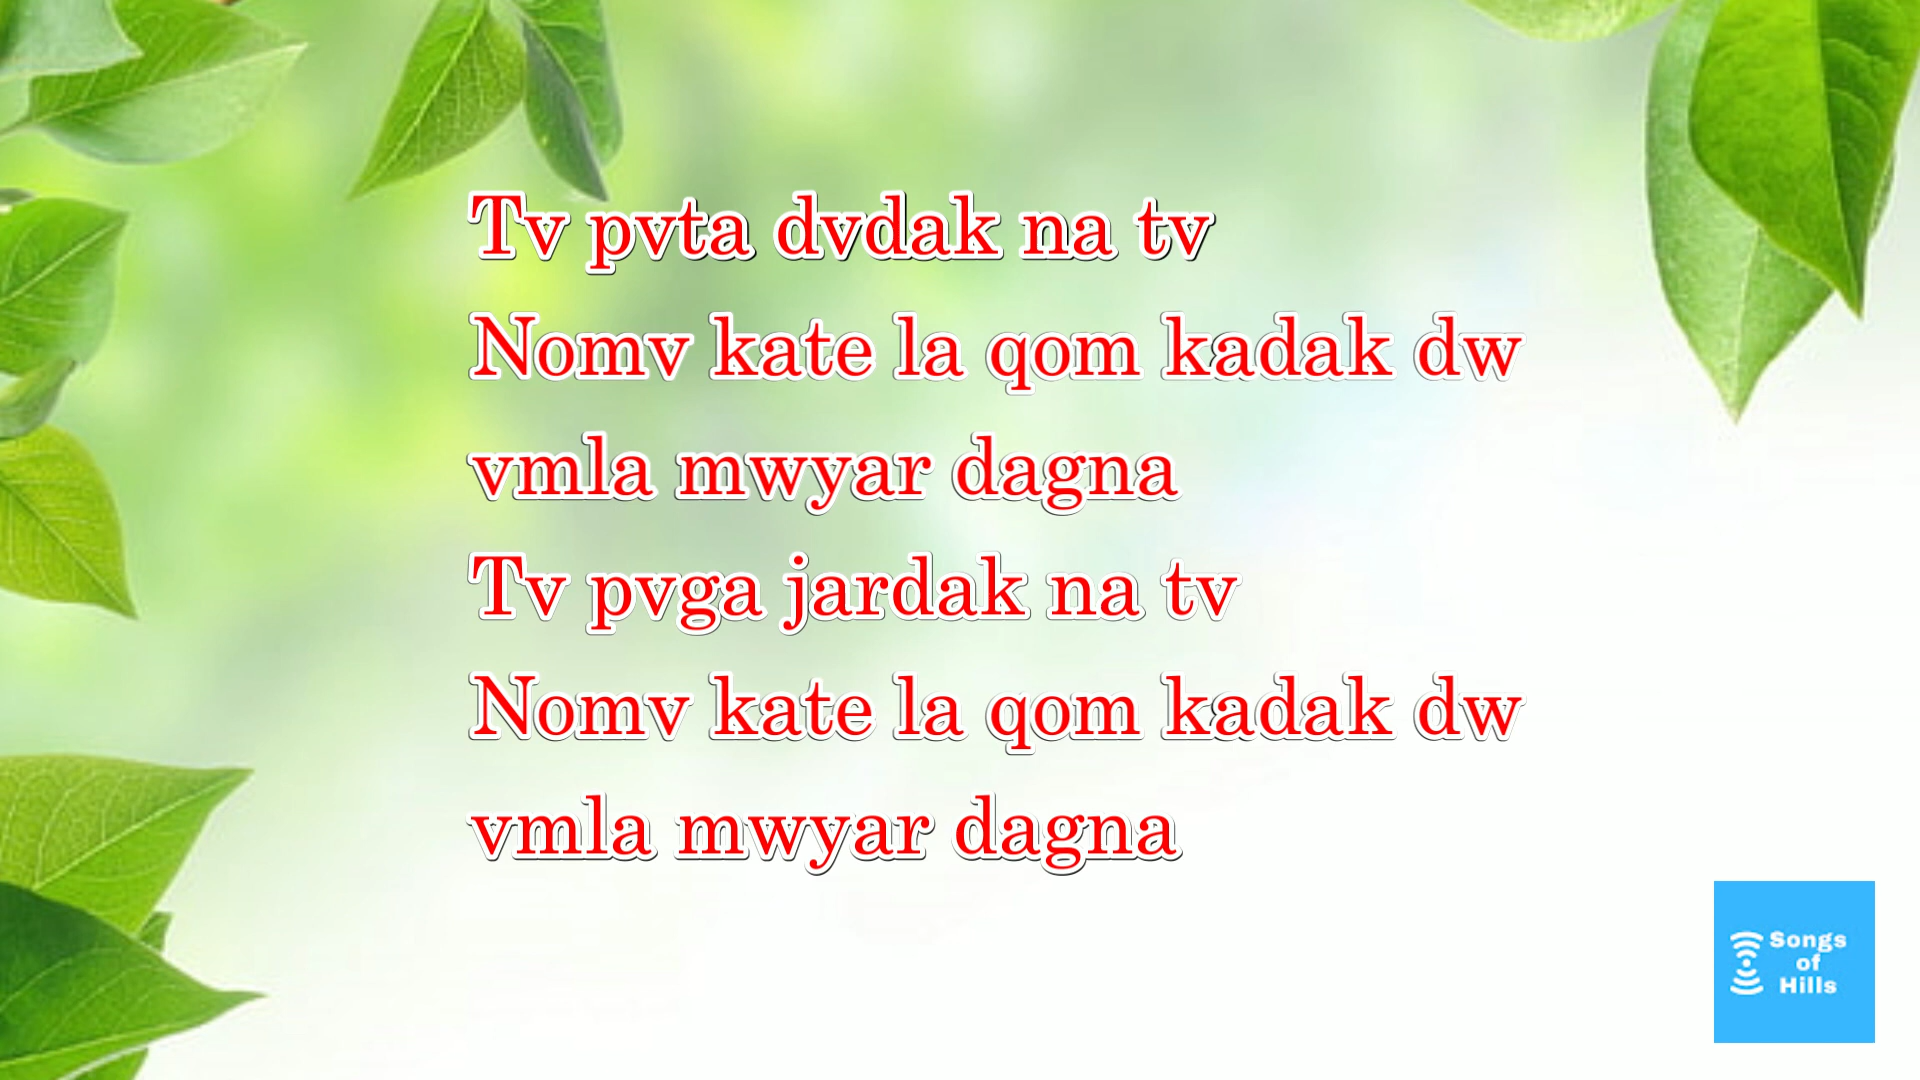 Tv pvta dvdak na tv
Nomv kate la qom kadak dw
vmla mwyar dagna
Tv pvga jardak na tv
Nomv kate la qom kadak dw
vmla mwyar dagna
Songs
of
Hills